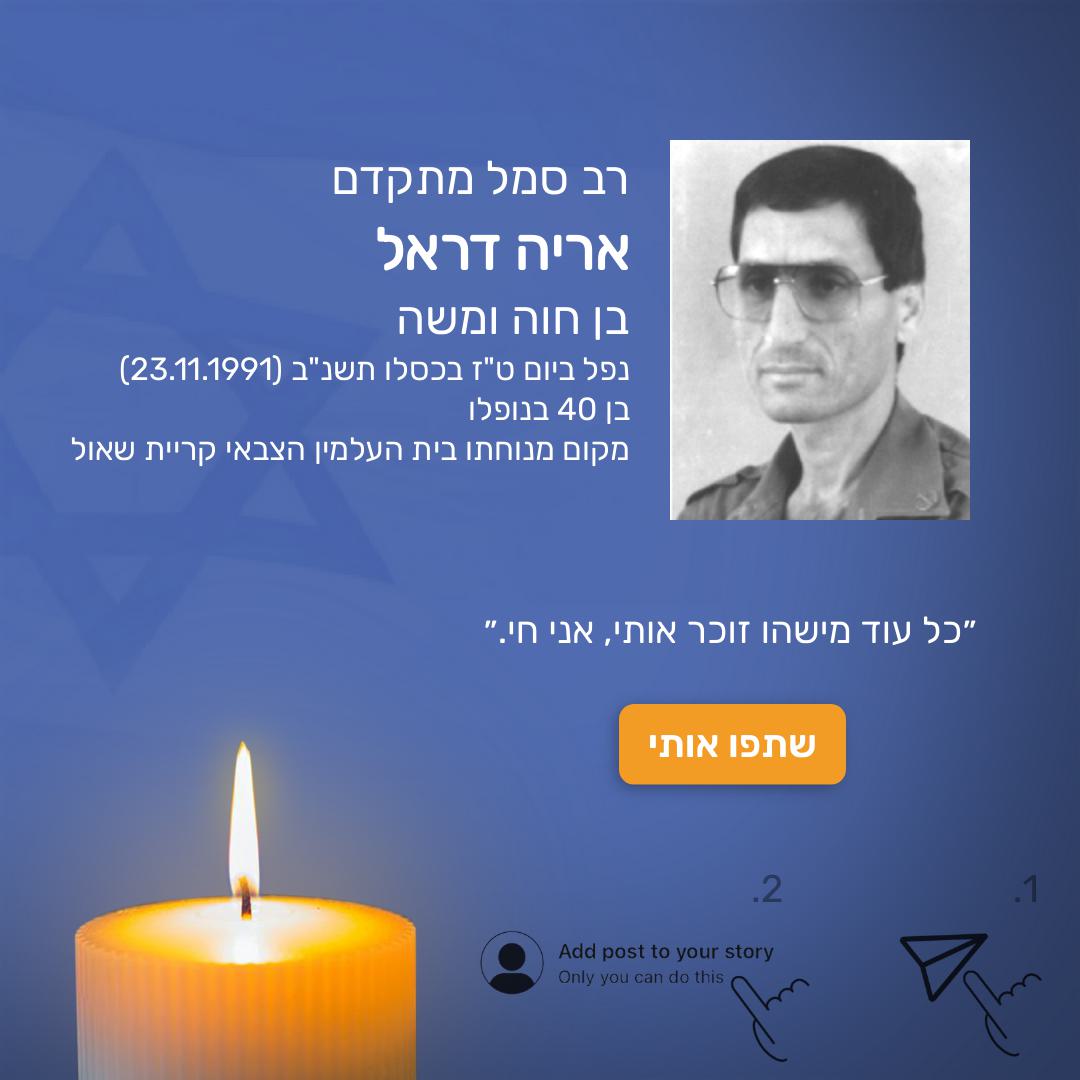 רב סמל מתקדם
אריה דראל
בן חוה ומשה
נפל ביום ט"ז בכסלו תשנ"ב (23.11.1991)
בן 40 בנופלו
מקום מנוחתו בית העלמין הצבאי קריית שאול
״כל עוד מישהו זוכר אותי, אני חי.״
שתפו אותי
1.
2.
Add post to your story
Only you can do this